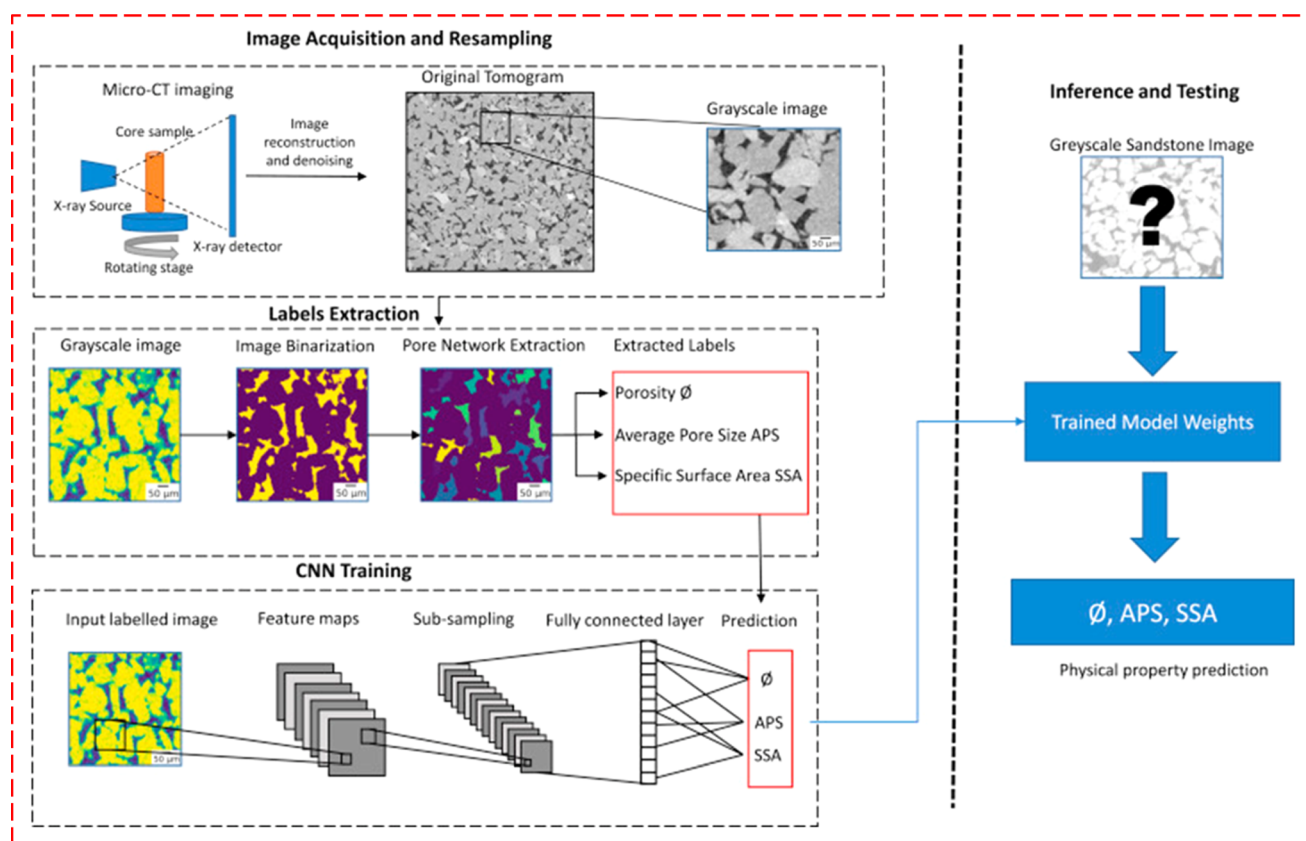 Image Acquisition and Resampling
Micro-CT imaging
Core sample
X-ray Source
X-ray detector
Rotating stage
Image
reconstruction
and denoising
Original Tomogram
Grayscale image
50 µm
Labels Extraction
Grayscale image
50 µm
Image Binarization
50 µm
Pore Network Extraction
50 µm
Extracted Labels
Porosity Ø
Average Pore Size APS
Specific Surface Area SSA
CNN Training
Input labelled image
50 µm
Feature maps
Sub-sampling
Fully connected layer
Prediction
Ø
APS
SSA
Inference and Testing
Greyscale Sandstone Image
?
Trained Model Weights
Ø, APS, SSA
Physical property prediction